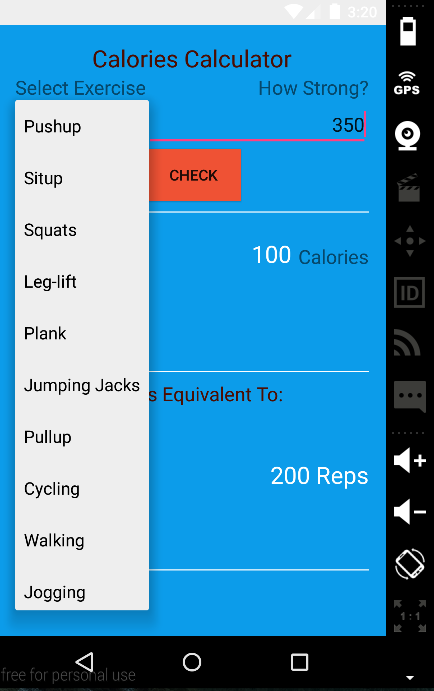 3:20
Calories Calculator
Select Exercise How Strong?
350
CHECK
100 Calories
s Equivalent To:
200 Reps
Pushup
Situp
Squats
Leg-lift
Plank
Jumping Jacks
Pullup
Cycling
Walking
Jogging
free for personal use
GPS
ID
1:1